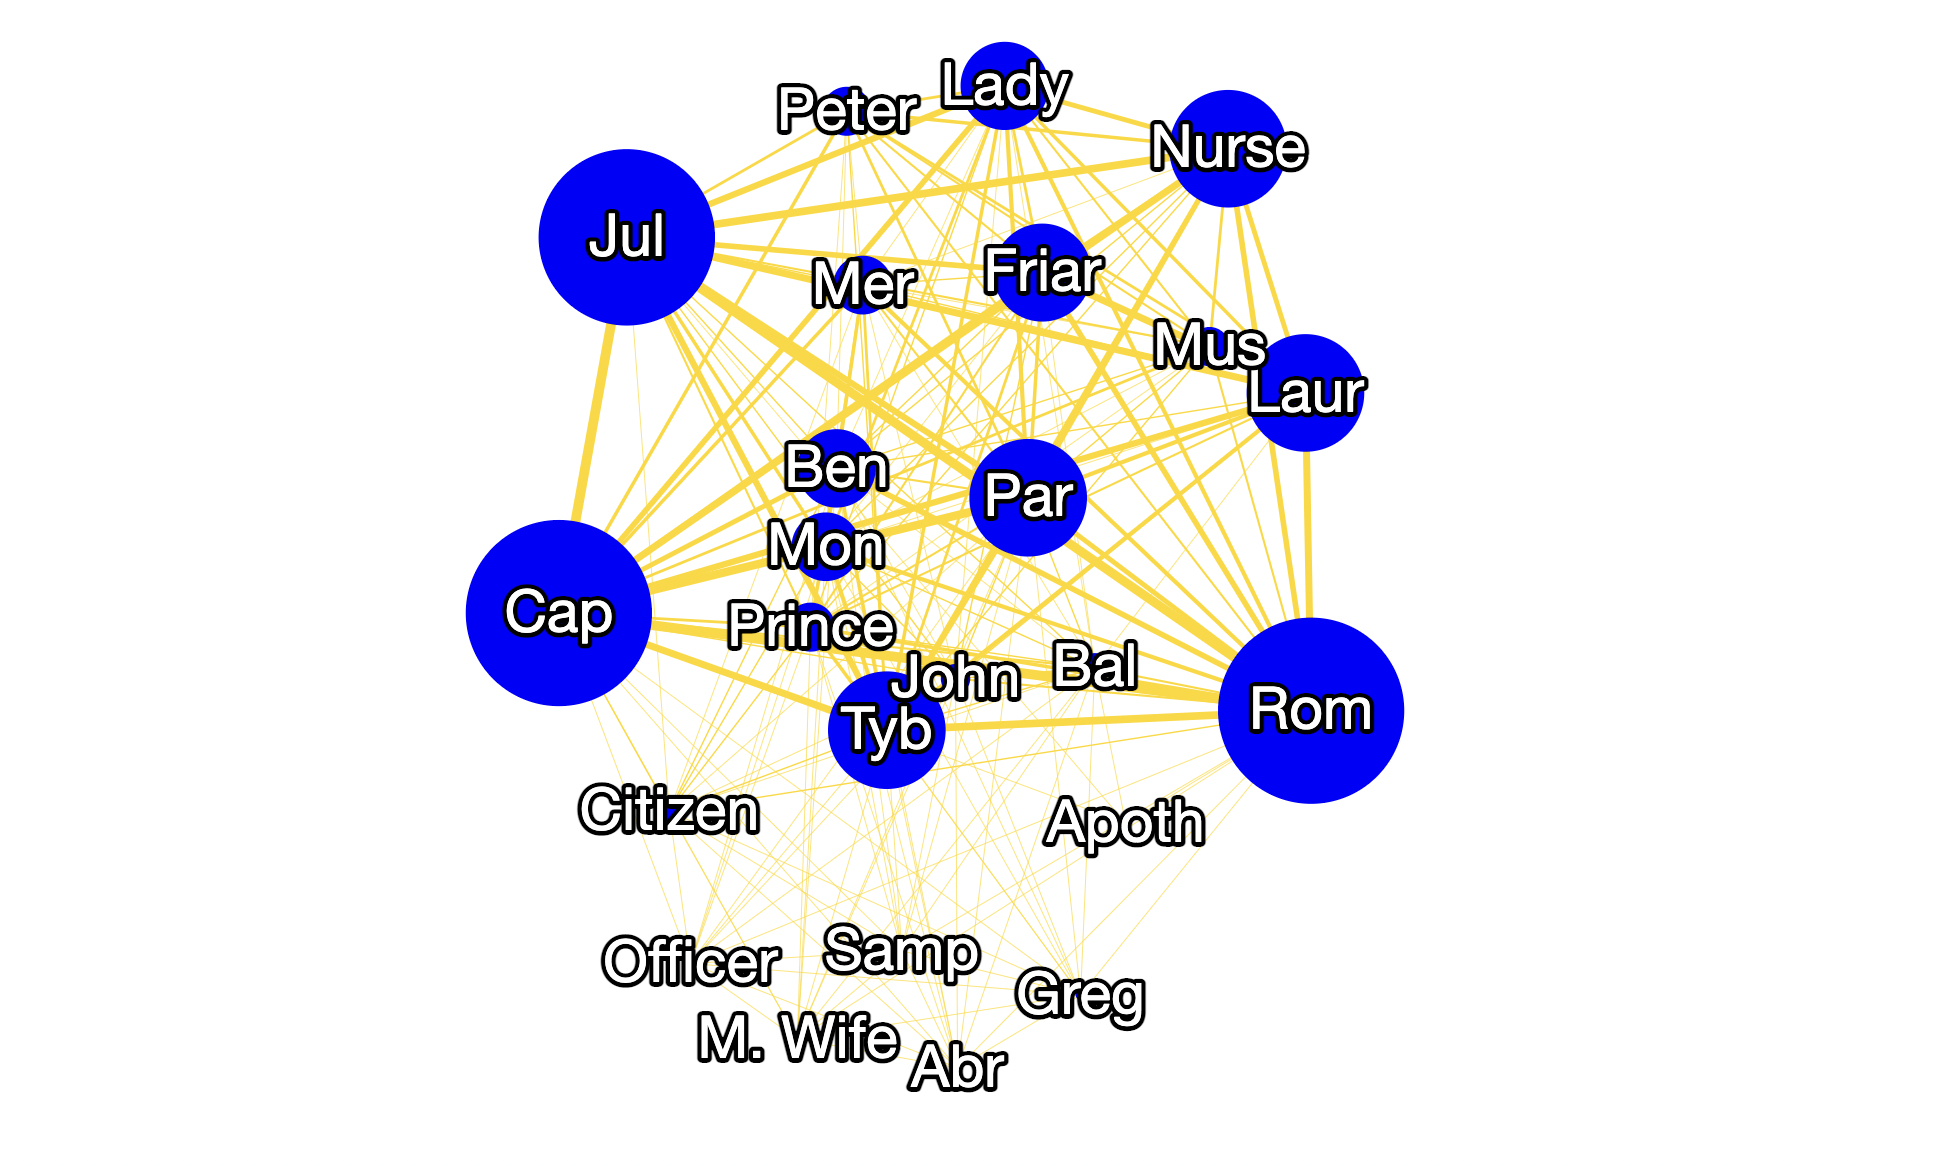 Lady
Peter
Nurse
Jul
Friar
Mer
Mus
Laur
Ben
Par
Mon
Cap
Prince
Bal
John
Rom
Tyb
Citizen
Apoth
Samp
Officer
Greg
M. Wife
Abr